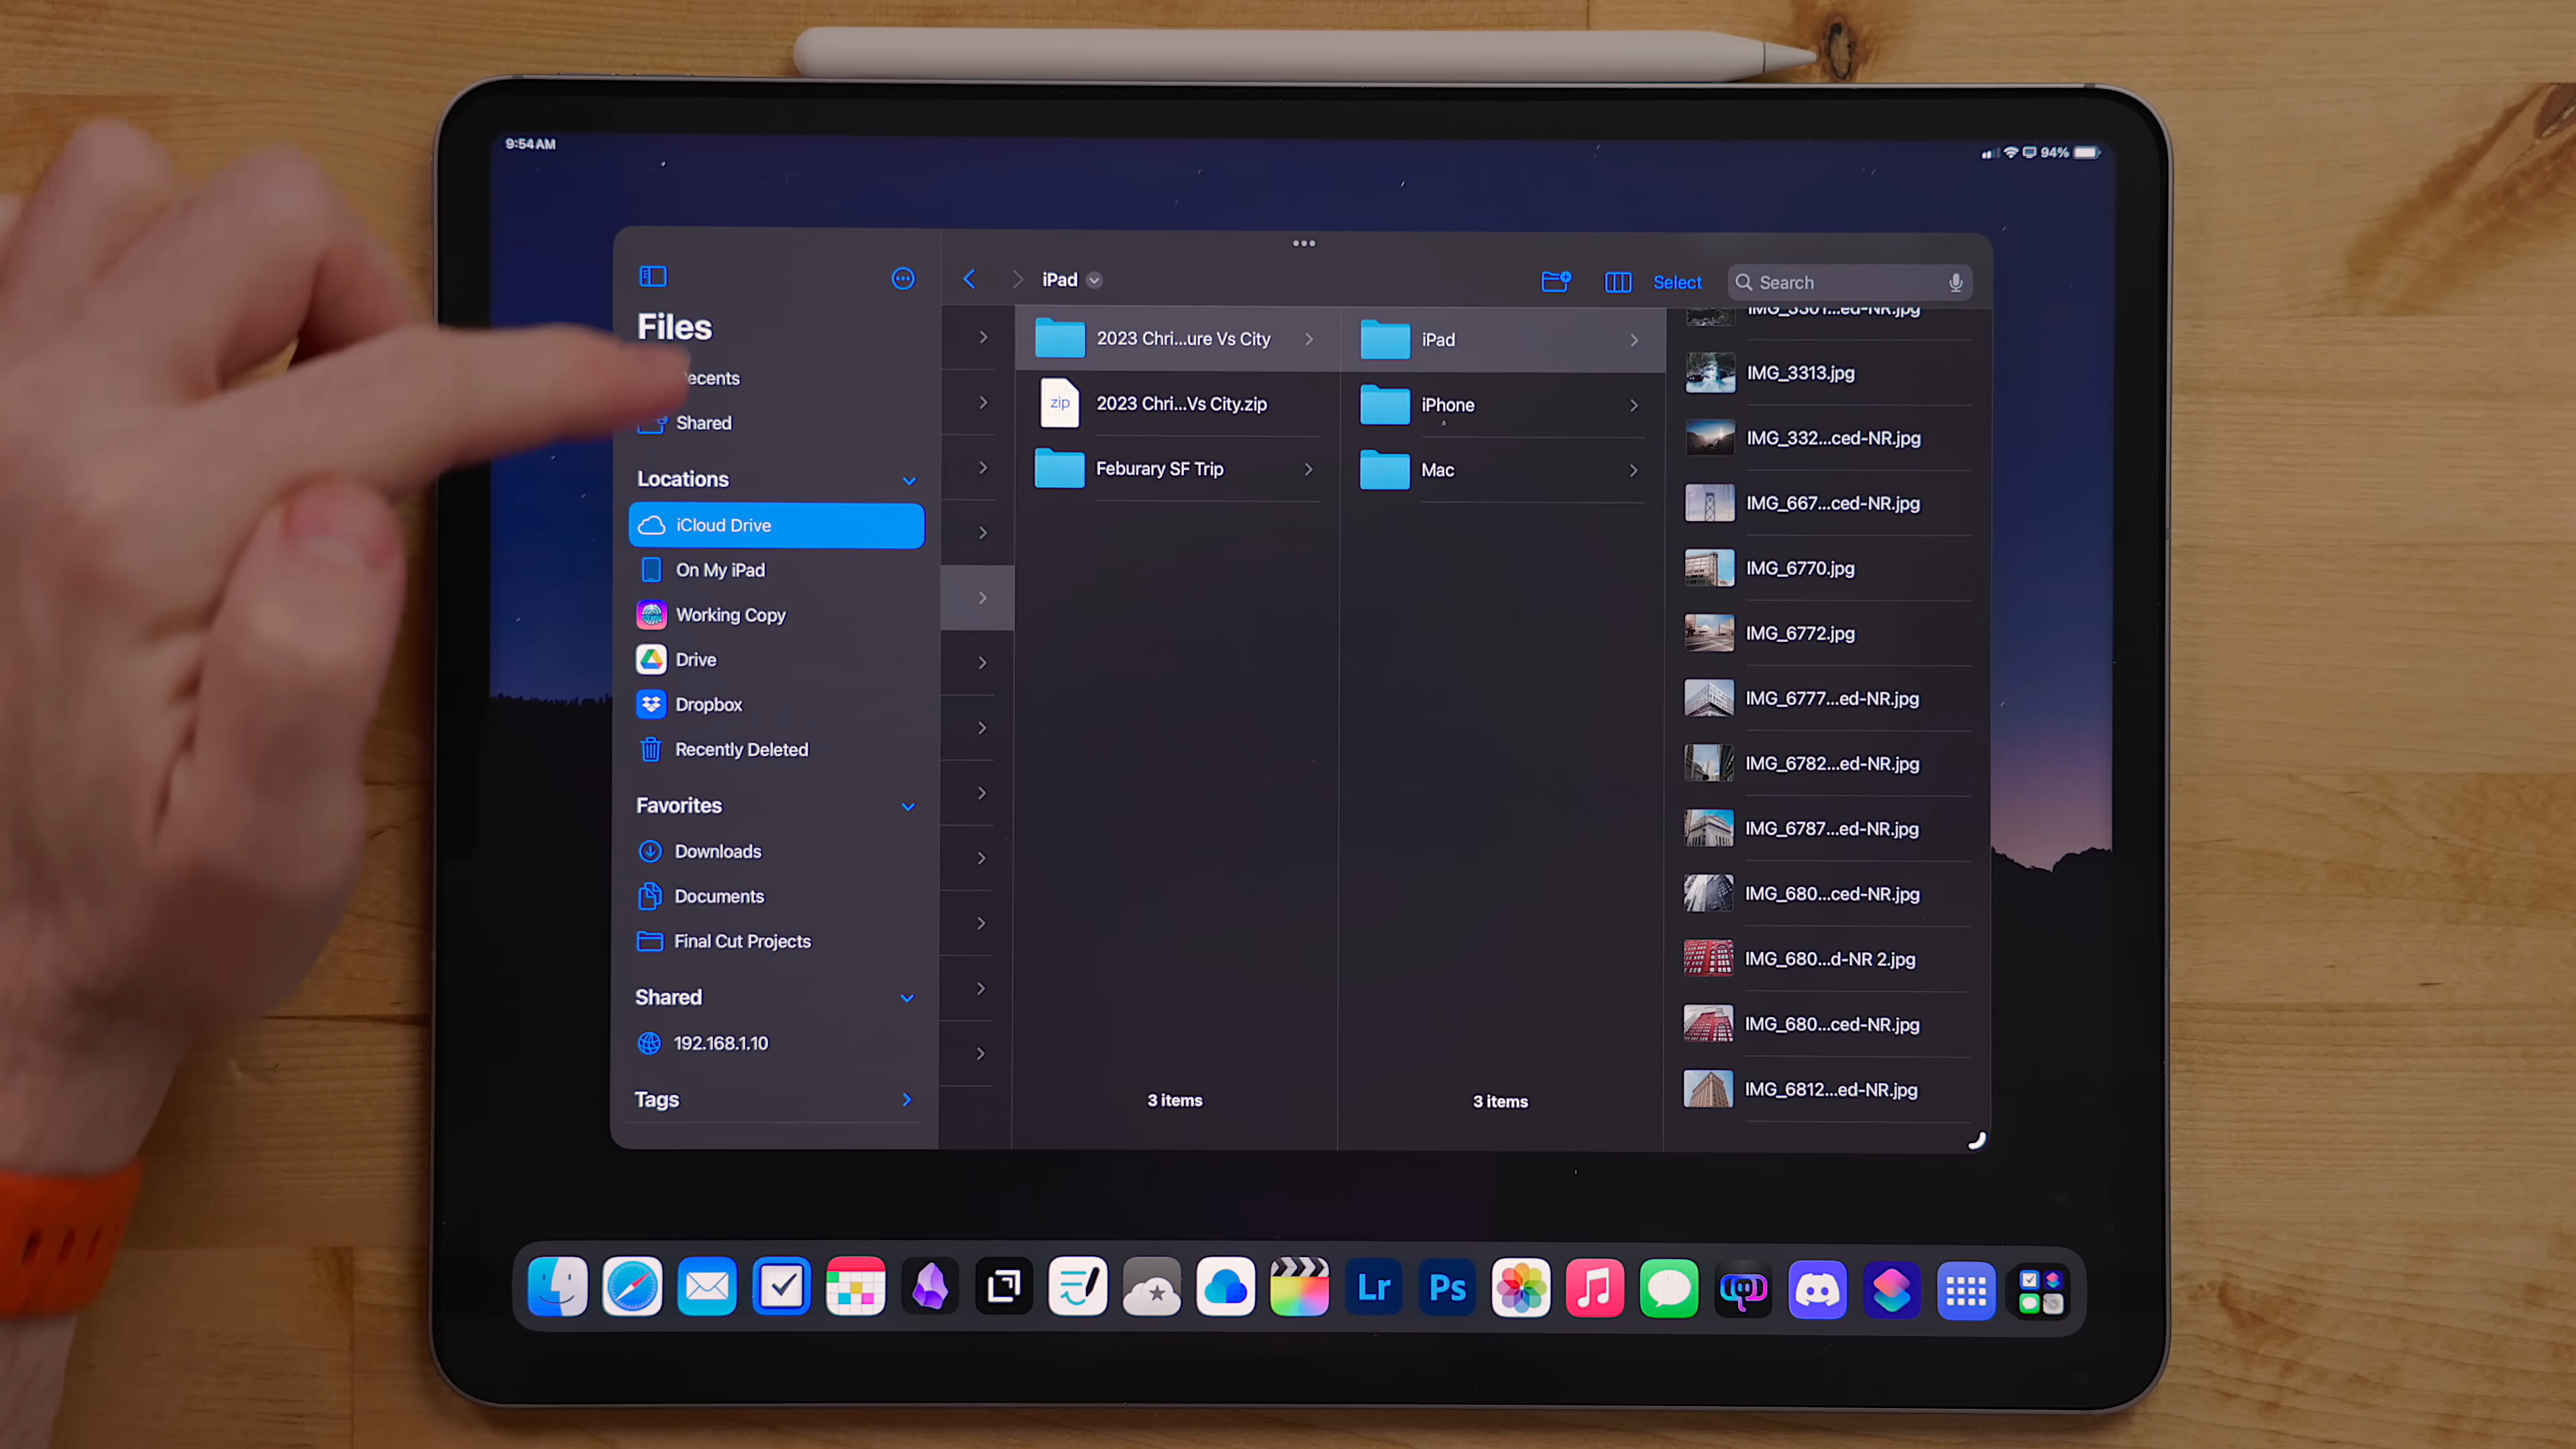 9:54 AM
94%
iPad
Select
Search
Files
ecents
Shared
Locations
iCloud Drive
On My iPad
Working Copy
Drive
Dropbox
Recently Deleted
Favorites
Downloads
Documents
Final Cut Projects
Shared
192.168.1.10
Tags
2023 Chri...ure Vs City
zip
2023 Chri...Vs City.zip
Feburary SF Trip
3 items
iPad
iPhone
Mac
3 items
IMG_3301...ed-NR.jpg
IMG_3313.jpg
IMG_332...ced-NR.jpg
IMG_667...ced-NR.jpg
IMG_6770.jpg
IMG_6772.jpg
IMG_6777...ed-NR.jpg
IMG_6782...ed-NR.jpg
IMG_6787...ed-NR.jpg
IMG_680...ced-NR.jpg
IMG_680...d-NR 2.jpg
IMG_680...ced-NR.jpg
IMG_6812...ed-NR.jpg
Lr
Ps